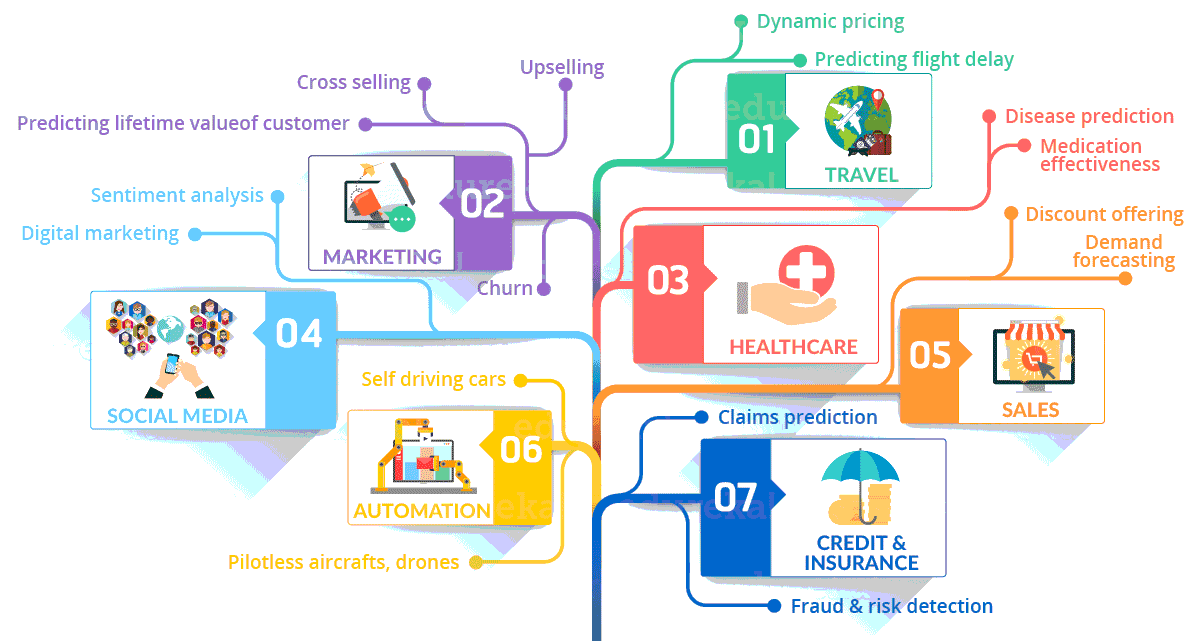 Dynamic pricing
Predicting flight delay
01
TRAVEL
Upselling
Cross selling
Predicting lifetime valueof customer
02
MARKETING
Churn
Disease prediction
Medication
effectiveness
03
HEALTHCARE
Sentiment analysis
Digital marketing
04
SOCIAL MEDIA
Discount offering
Demand
forecasting
05
SALES
Self driving cars
06
AUTOMATION
Pilotless aircrafts, drones
Claims prediction
07
CREDIT &
INSURANCE
Fraud & risk detection